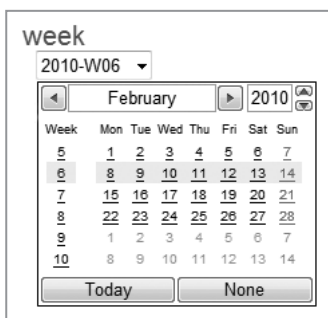 week
2010-W06
February 2010
Week Mon Tue Wed Thu Fri Sat Sun
5 1 2 3 4 5 6 7
6 8 9 10 11 12 13 14
7 15 16 17 18 19 20 21
8 22 23 24 25 26 27 28
9 1 2 3 4 5 6 7
10 8 9 10 11 12 13 14
Today None